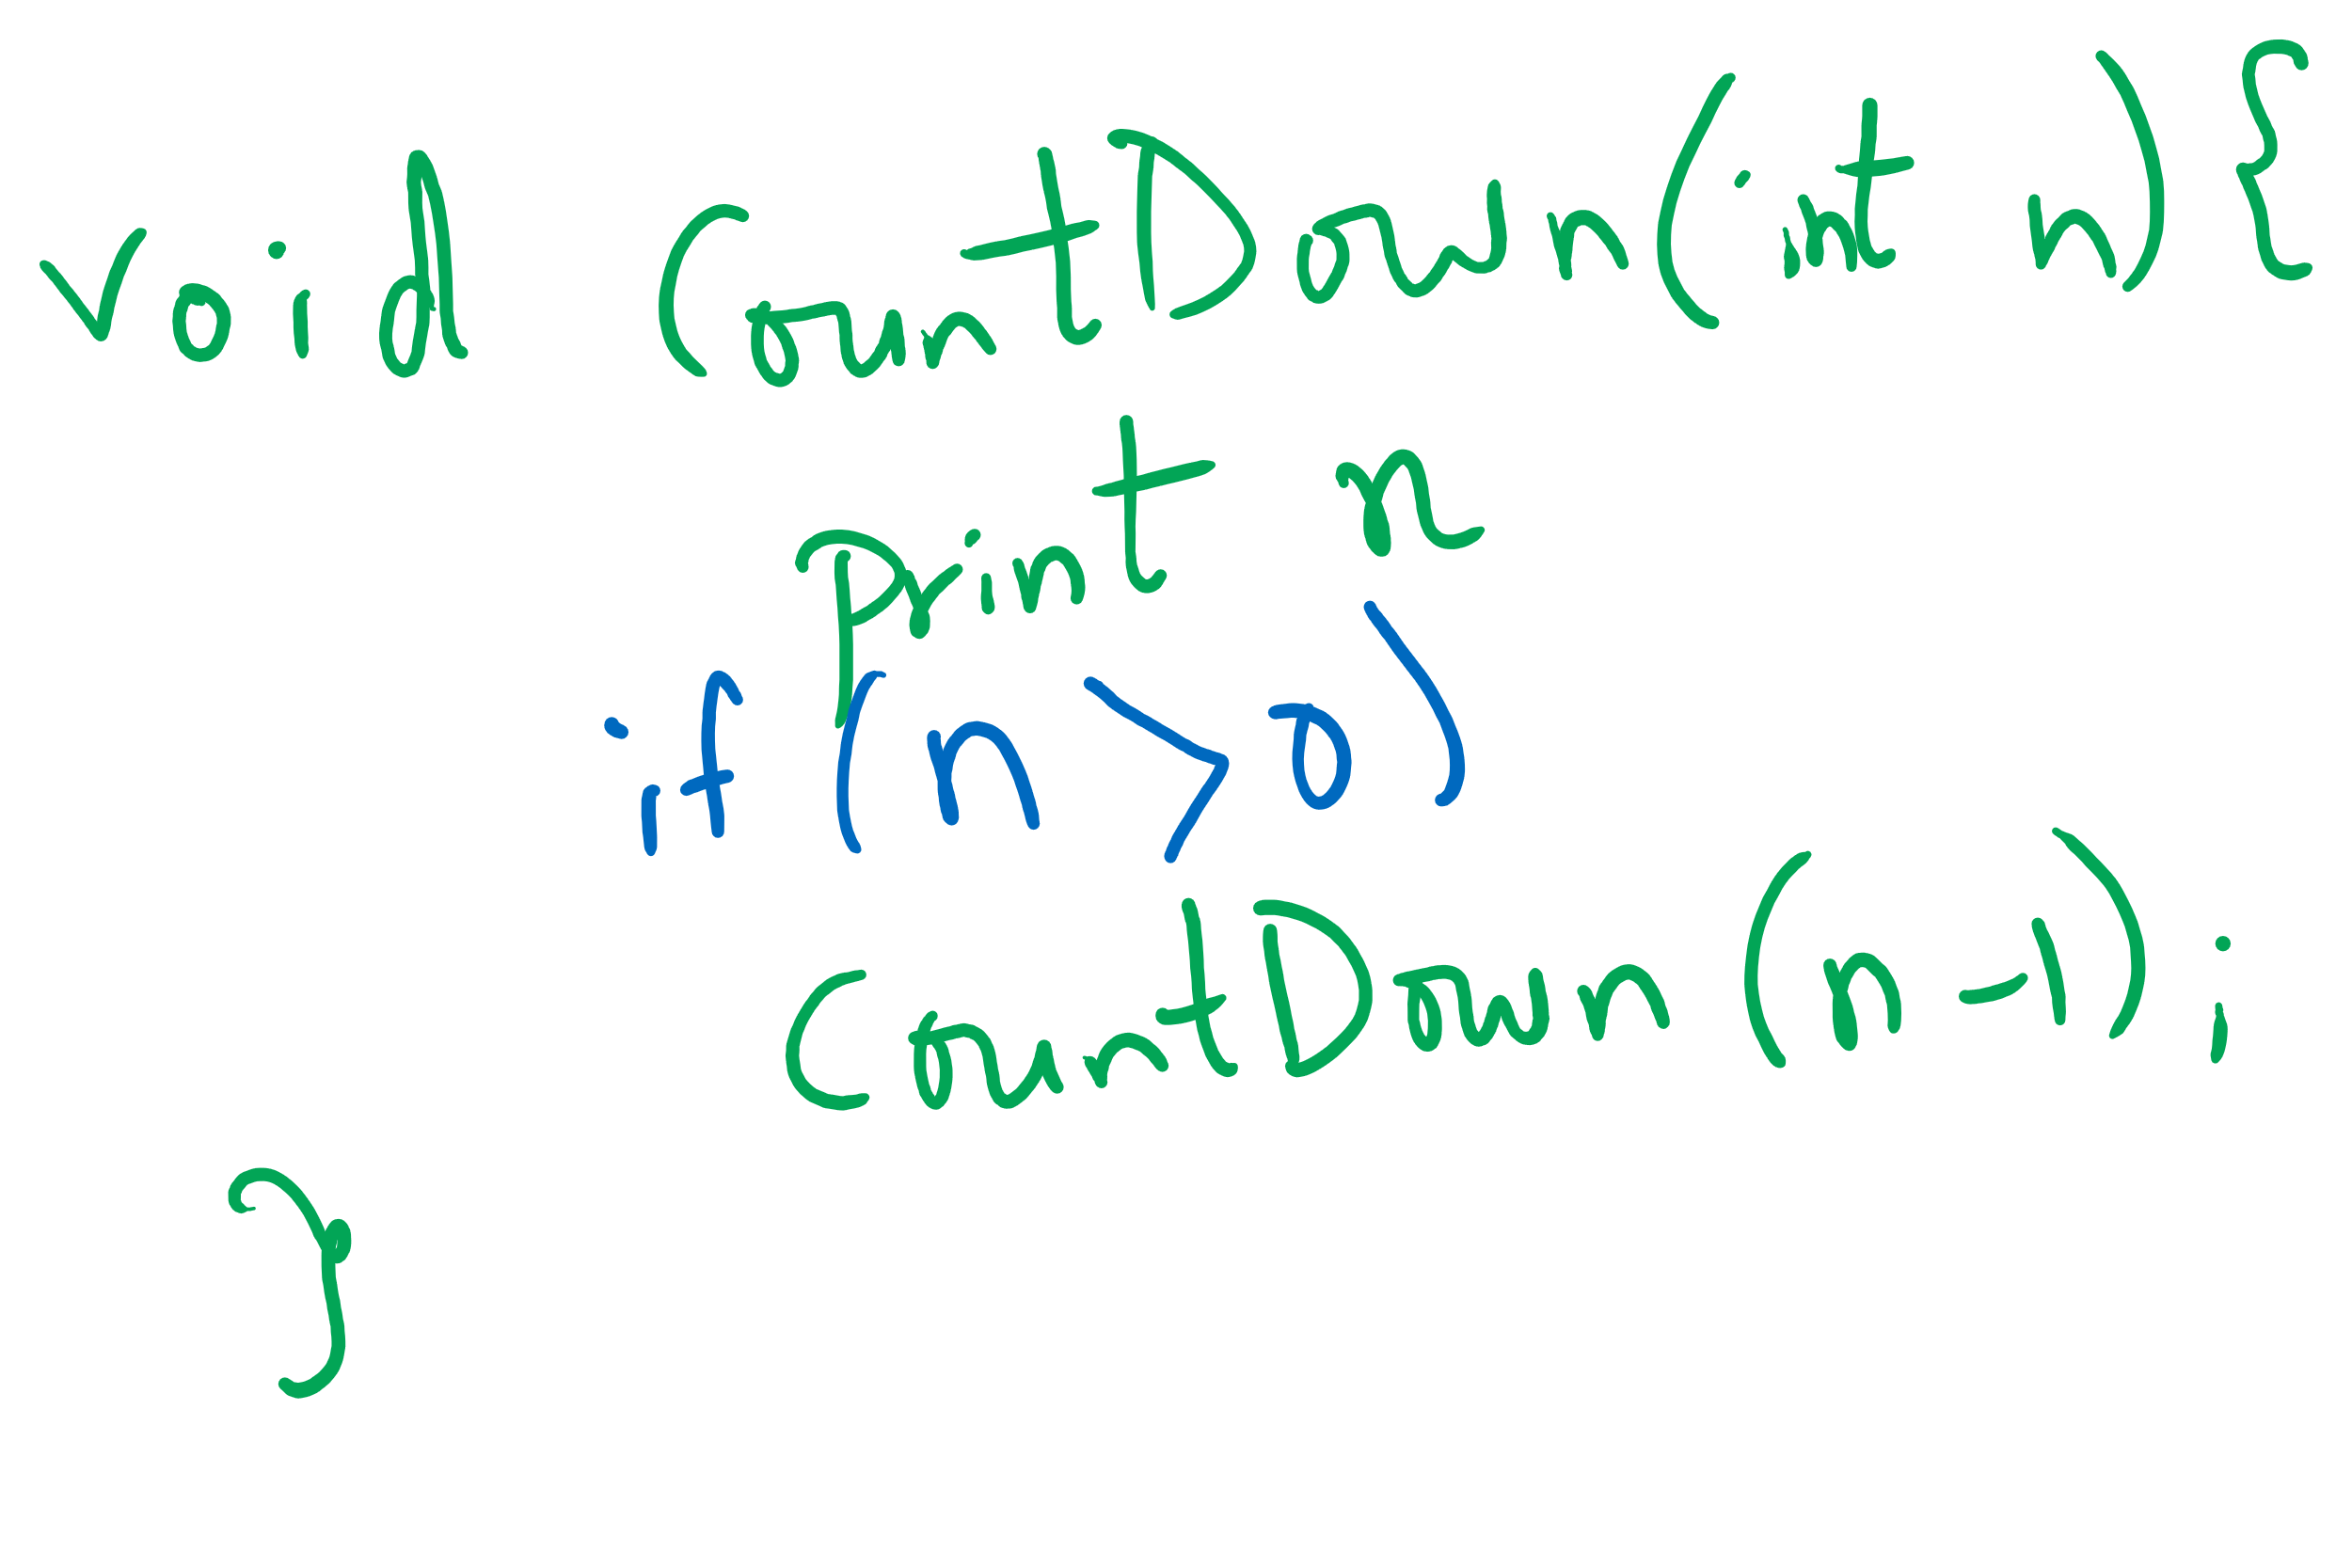 void countDown(int n){
print n
if(n>0)
countDown(n-1);
}